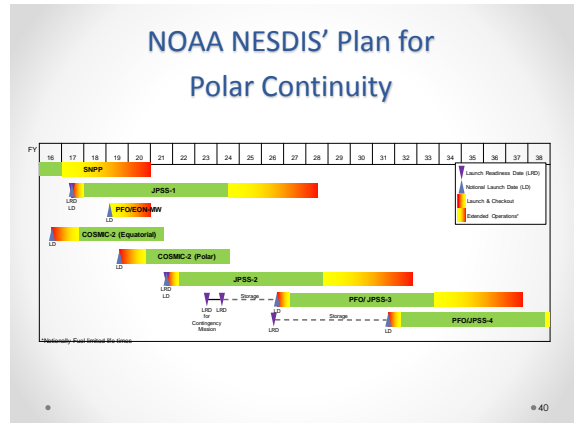 NOAA NESDIS' Plan for
Polar Continuity
FY
16 17 18 19 20 21 22 23 24 25 26 27 28 29 30 31 32 33 34 35 36 37 38
SNPP
Launch Readiness Date (LRD)
JPSS-1
Notional Launch Date (LD)
LRD
LD
PFO/EON-MW
Launch & Checkout
LD
Extended Operations*
COSMIC-2 (Equatorial)
LD
COSMIC-2 (Polar)
LD
JPSS-2
LRD
LD
Storage
PFO/ JPSS-3
LRD
for
Contingency
Mission
LRD
LD
Storage
PFO/JPSS-4
LRD
LD
*Notionally Fuel limited life times
40